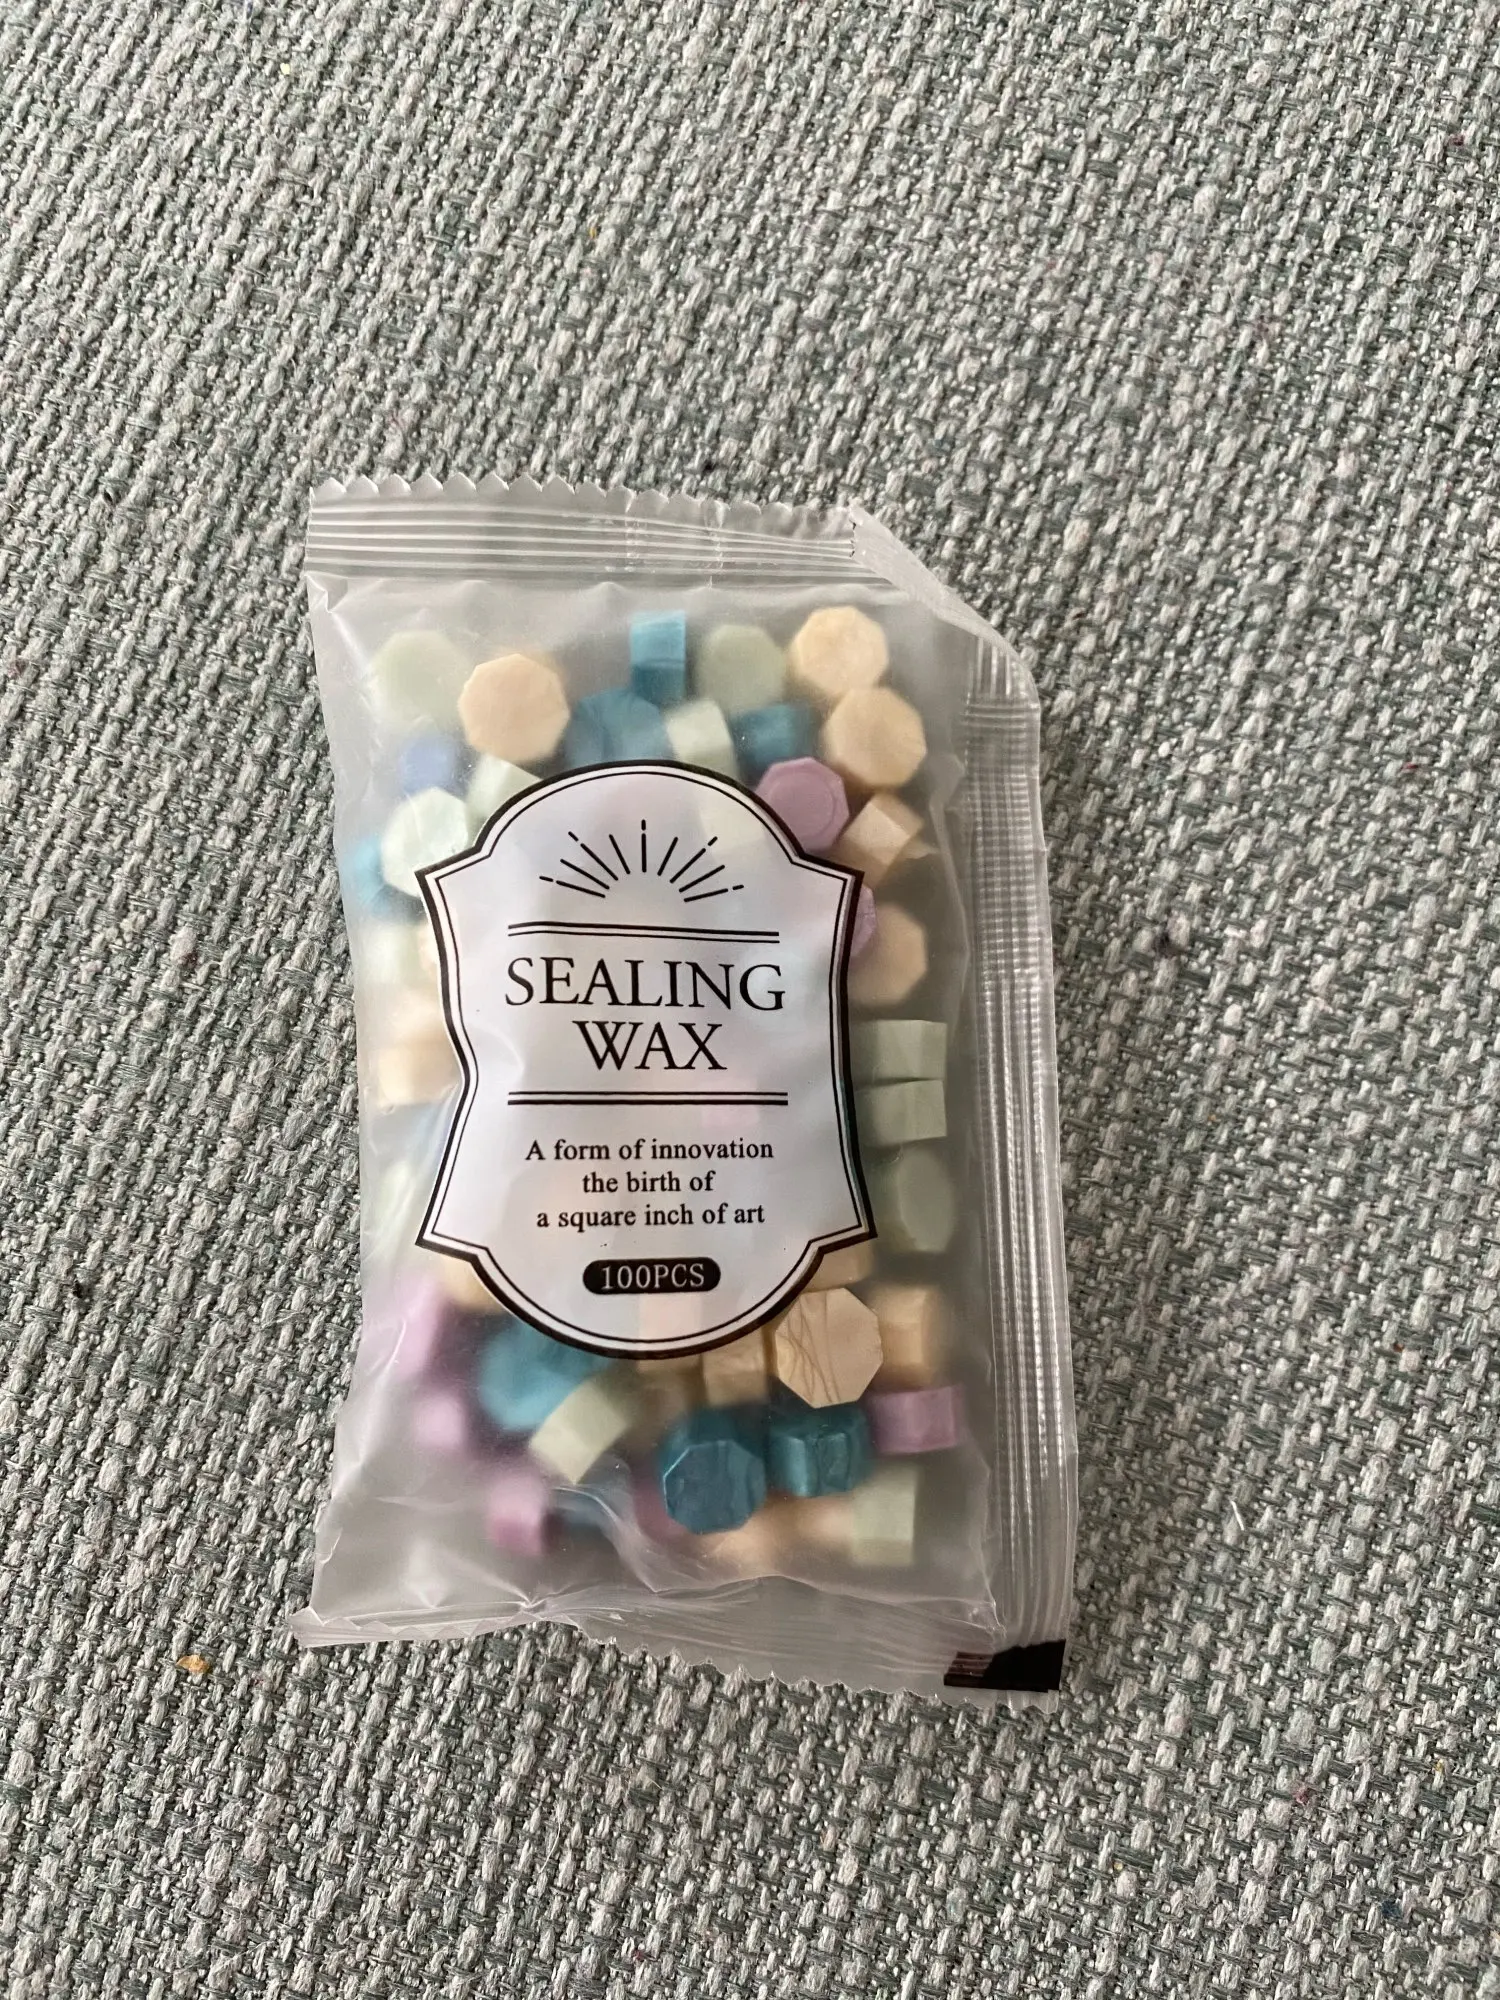 SEALING
WAX
A form of innovation
the birth of
a square inch of art
100PCS